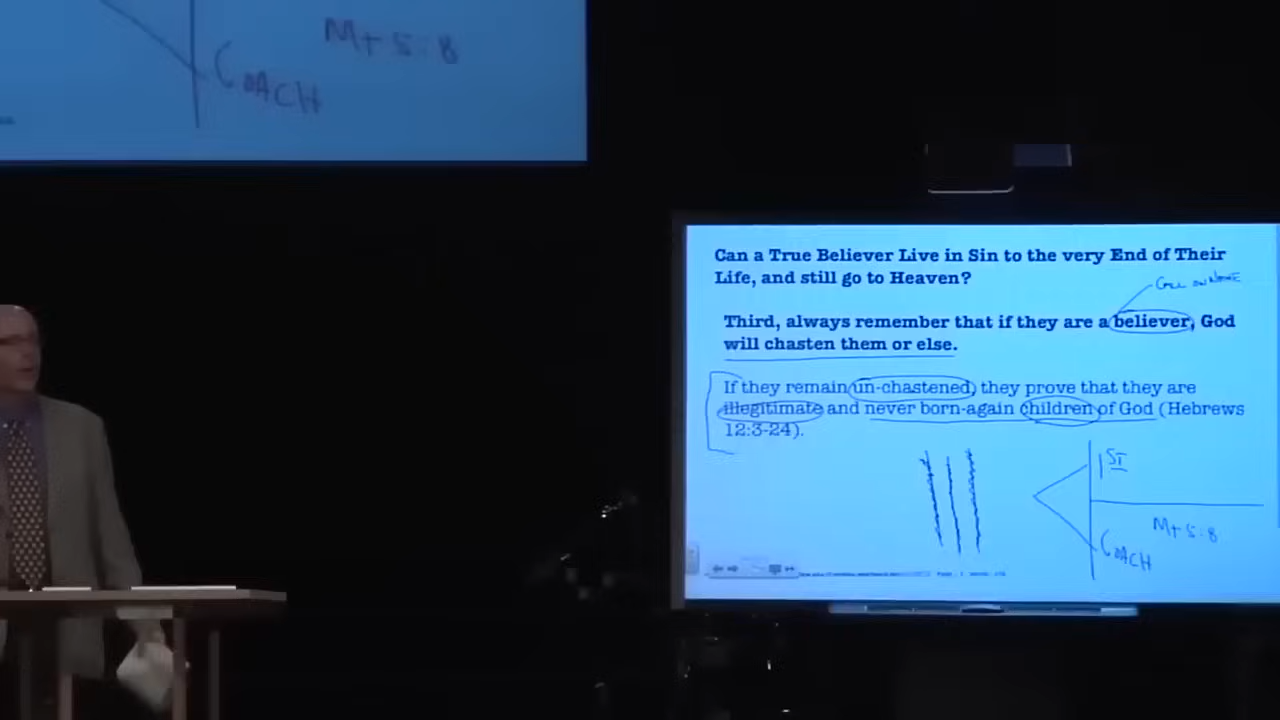 Mt 5:8
COACH
Can a True Believer Live in Sin to the very End of Their
Life, and still go to Heaven?
Third, always remember that if they are a believer, God
will chasten them or else.
If they remain un-chastened, they prove that they are
illegitimate and never born-again children of God (Hebrews
12:3-24).
1ST
Mt 5:8
COACH